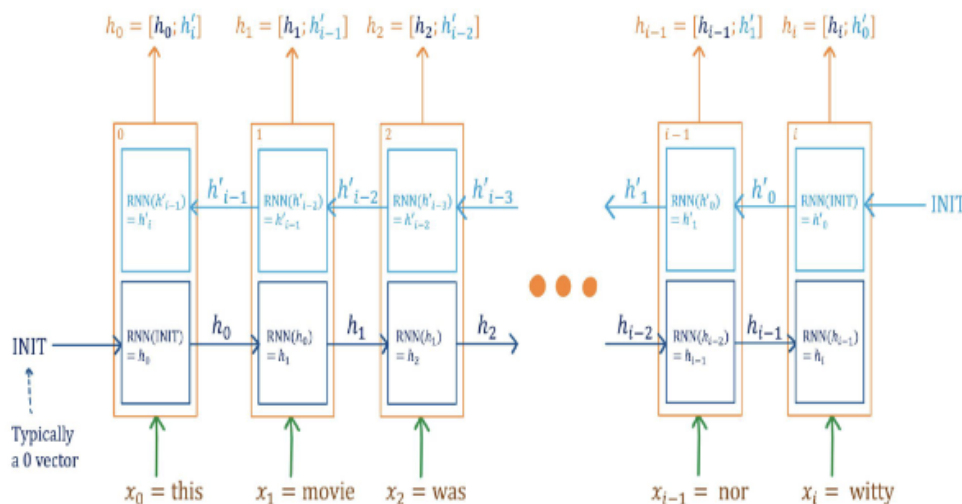 h₀ = [h₀; h′ᵢ] h₁ = [h₁; h′ᵢ₋₁] h₂ = [h₂; h′ᵢ₋₂] hᵢ₋₁ = [hᵢ₋₁; h′₁] hᵢ = [hᵢ; h′₀]
0 1 2 i−1 i
h′ᵢ₋₁ h′ᵢ₋₂ h′ᵢ₋₃ h′₁ h′₀
RNN(h′ᵢ₋₁) RNN(h′ᵢ₋₂) RNN(h′ᵢ₋₃) RNN(h′₀) RNN(INIT) INIT
= h′ᵢ = h′ᵢ₋₁ = h′ᵢ₋₂ = h′₁ = h′₀
h₀ h₁ h₂ hᵢ₋₂ hᵢ₋₁
INIT RNN(INIT) RNN(h₀) RNN(h₁) RNN(hᵢ₋₂) RNN(hᵢ₋₁)
= h₀ = h₁ = h₂ = hᵢ₋₁ = hᵢ
Typically
a 0 vector
x₀ = this x₁ = movie x₂ = was xᵢ₋₁ = nor xᵢ = witty